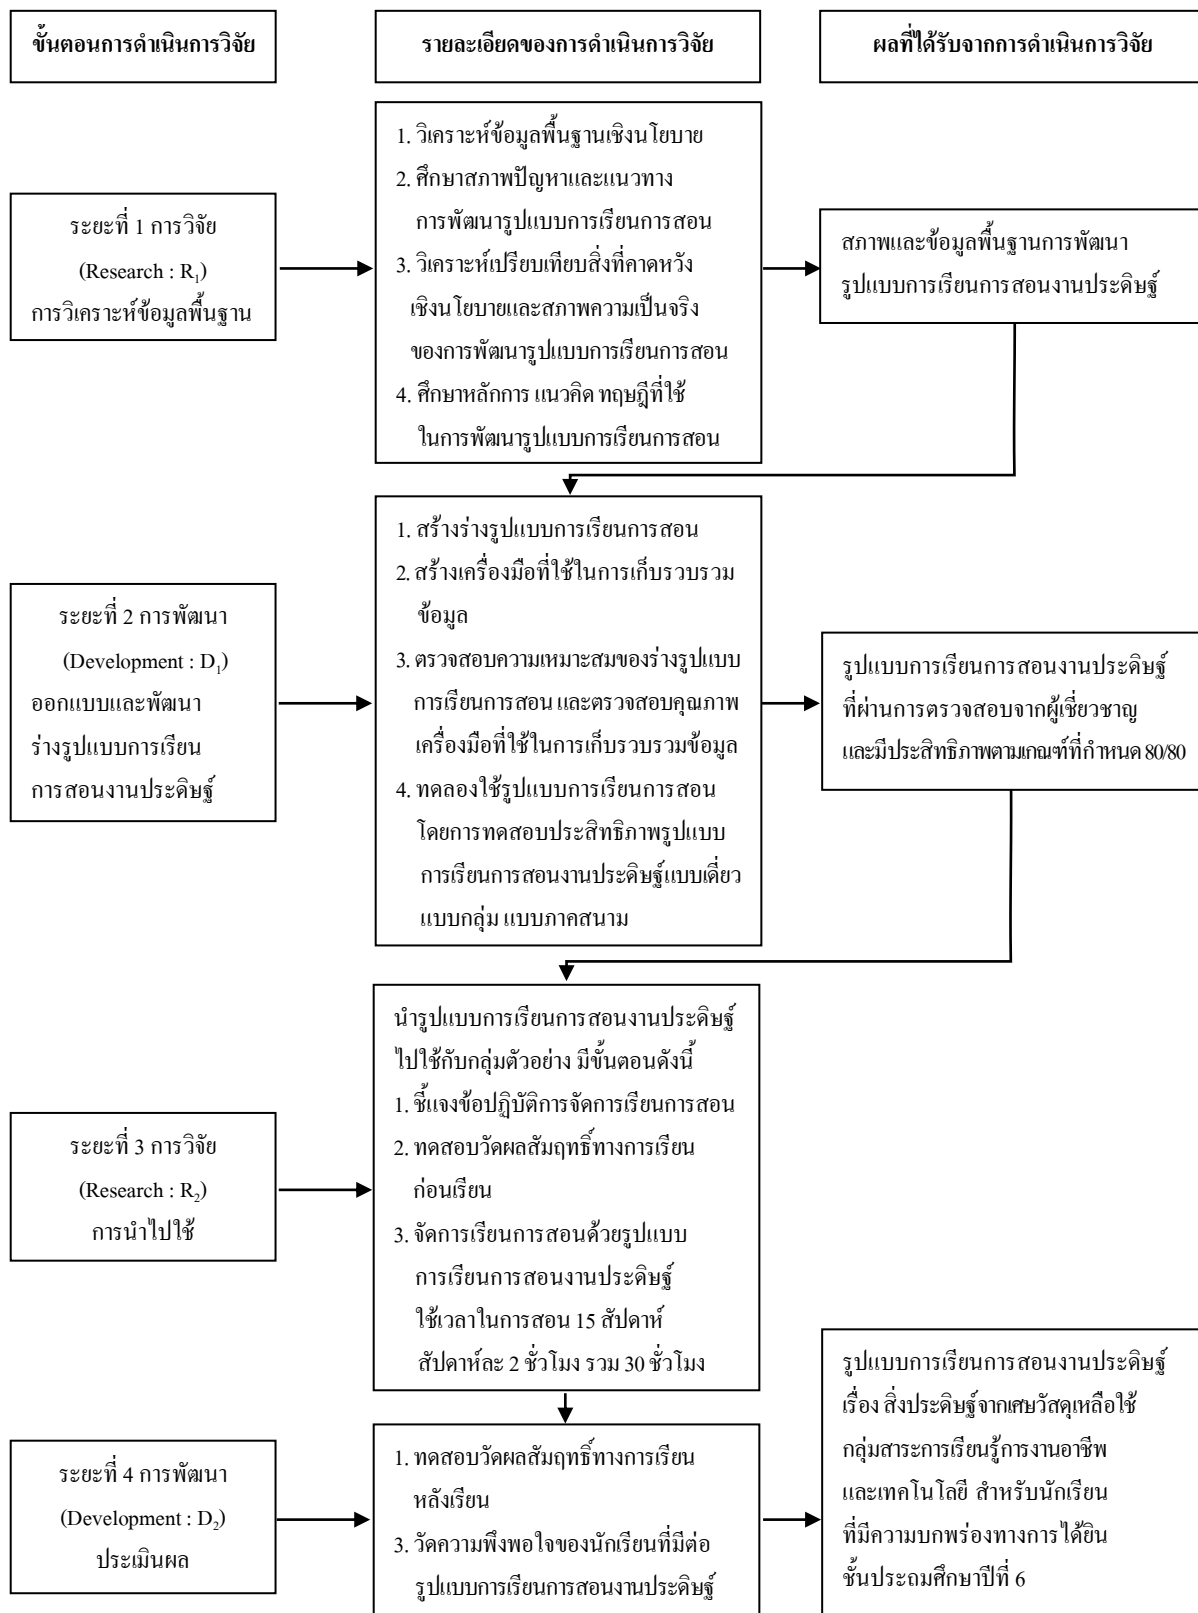 ขั้นตอนการดำเนินการวิจัย
รายละเอียดของการดำเนินการวิจัย
ผลที่ได้รับจากการดำเนินการวิจัย
ระยะที่ 1 การวิจัย
(Research : R1)
การวิเคราะห์ข้อมูลพื้นฐาน
1. วิเคราะห์ข้อมูลพื้นฐานเชิงนโยบาย
2. ศึกษาสภาพปัญหาและแนวทาง
การพัฒนารูปแบบการเรียนการสอน
3. วิเคราะห์เปรียบเทียบสิ่งที่คาดหวัง
เชิงนโยบายและสภาพความเป็นจริง
ของการพัฒนารูปแบบการเรียนการสอน
4. ศึกษาหลักการ แนวคิด ทฤษฎีที่ใช้
ในการพัฒนารูปแบบการเรียนการสอน
สภาพและข้อมูลพื้นฐานการพัฒนา
รูปแบบการเรียนการสอนงานประดิษฐ์
ระยะที่ 2 การพัฒนา
(Development : D1)
ออกแบบและพัฒนา
ร่างรูปแบบการเรียน
การสอนงานประดิษฐ์
1. สร้างร่างรูปแบบการเรียนการสอน
2. สร้างเครื่องมือที่ใช้ในการเก็บรวบรวม
ข้อมูล
3. ตรวจสอบความเหมาะสมของร่างรูปแบบ
การเรียนการสอน และตรวจสอบคุณภาพ
เครื่องมือที่ใช้ในการเก็บรวบรวมข้อมูล
4. ทดลองใช้รูปแบบการเรียนการสอน
โดยการทดสอบประสิทธิภาพรูปแบบ
การเรียนการสอนงานประดิษฐ์แบบเดี่ยว
แบบกลุ่ม แบบภาคสนาม
รูปแบบการเรียนการสอนงานประดิษฐ์
ที่ผ่านการตรวจสอบจากผู้เชี่ยวชาญ
และมีประสิทธิภาพตามเกณฑ์ที่กำหนด 80/80
ระยะที่ 3 การวิจัย
(Research : R2)
การนำไปใช้
นำรูปแบบการเรียนการสอนงานประดิษฐ์
ไปใช้กับกลุ่มตัวอย่าง มีขั้นตอนดังนี้
1. ชี้แจงข้อปฏิบัติการจัดการเรียนการสอน
2. ทดสอบวัดผลสัมฤทธิ์ทางการเรียน
ก่อนเรียน
3. จัดการเรียนการสอนด้วยรูปแบบ
การเรียนการสอนงานประดิษฐ์
ใช้เวลาในการสอน 15 สัปดาห์
สัปดาห์ละ 2 ชั่วโมง รวม 30 ชั่วโมง
ระยะที่ 4 การพัฒนา
(Development : D2)
ประเมินผล
1. ทดสอบวัดผลสัมฤทธิ์ทางการเรียน
หลังเรียน
3. วัดความพึงพอใจของนักเรียนที่มีต่อ
รูปแบบการเรียนการสอนงานประดิษฐ์
รูปแบบการเรียนการสอนงานประดิษฐ์
เรื่อง สิ่งประดิษฐ์จากเศษวัสดุเหลือใช้
กลุ่มสาระการเรียนรู้การงานอาชีพ
และเทคโนโลยี สำหรับนักเรียน
ที่มีความบกพร่องทางการได้ยิน
ชั้นประถมศึกษาปีที่ 6